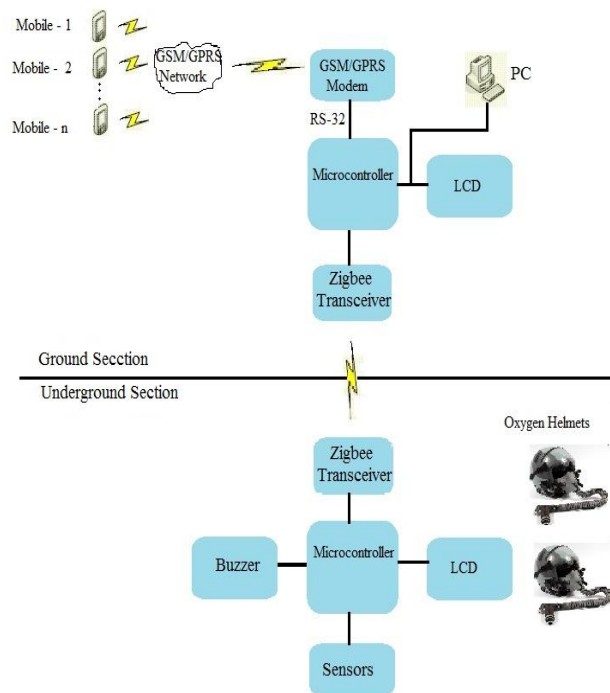 Mobile - 1
Mobile - 2
Mobile - n
GSM/GPRS
Network
GSM/GPRS
Modem
PC
RS-32
Microcontroller
LCD
Zigbee
Transceiver
Ground Secction
Underground Section
Oxygen Helmets
Zigbee
Transceiver
Buzzer
Microcontroller
LCD
Sensors